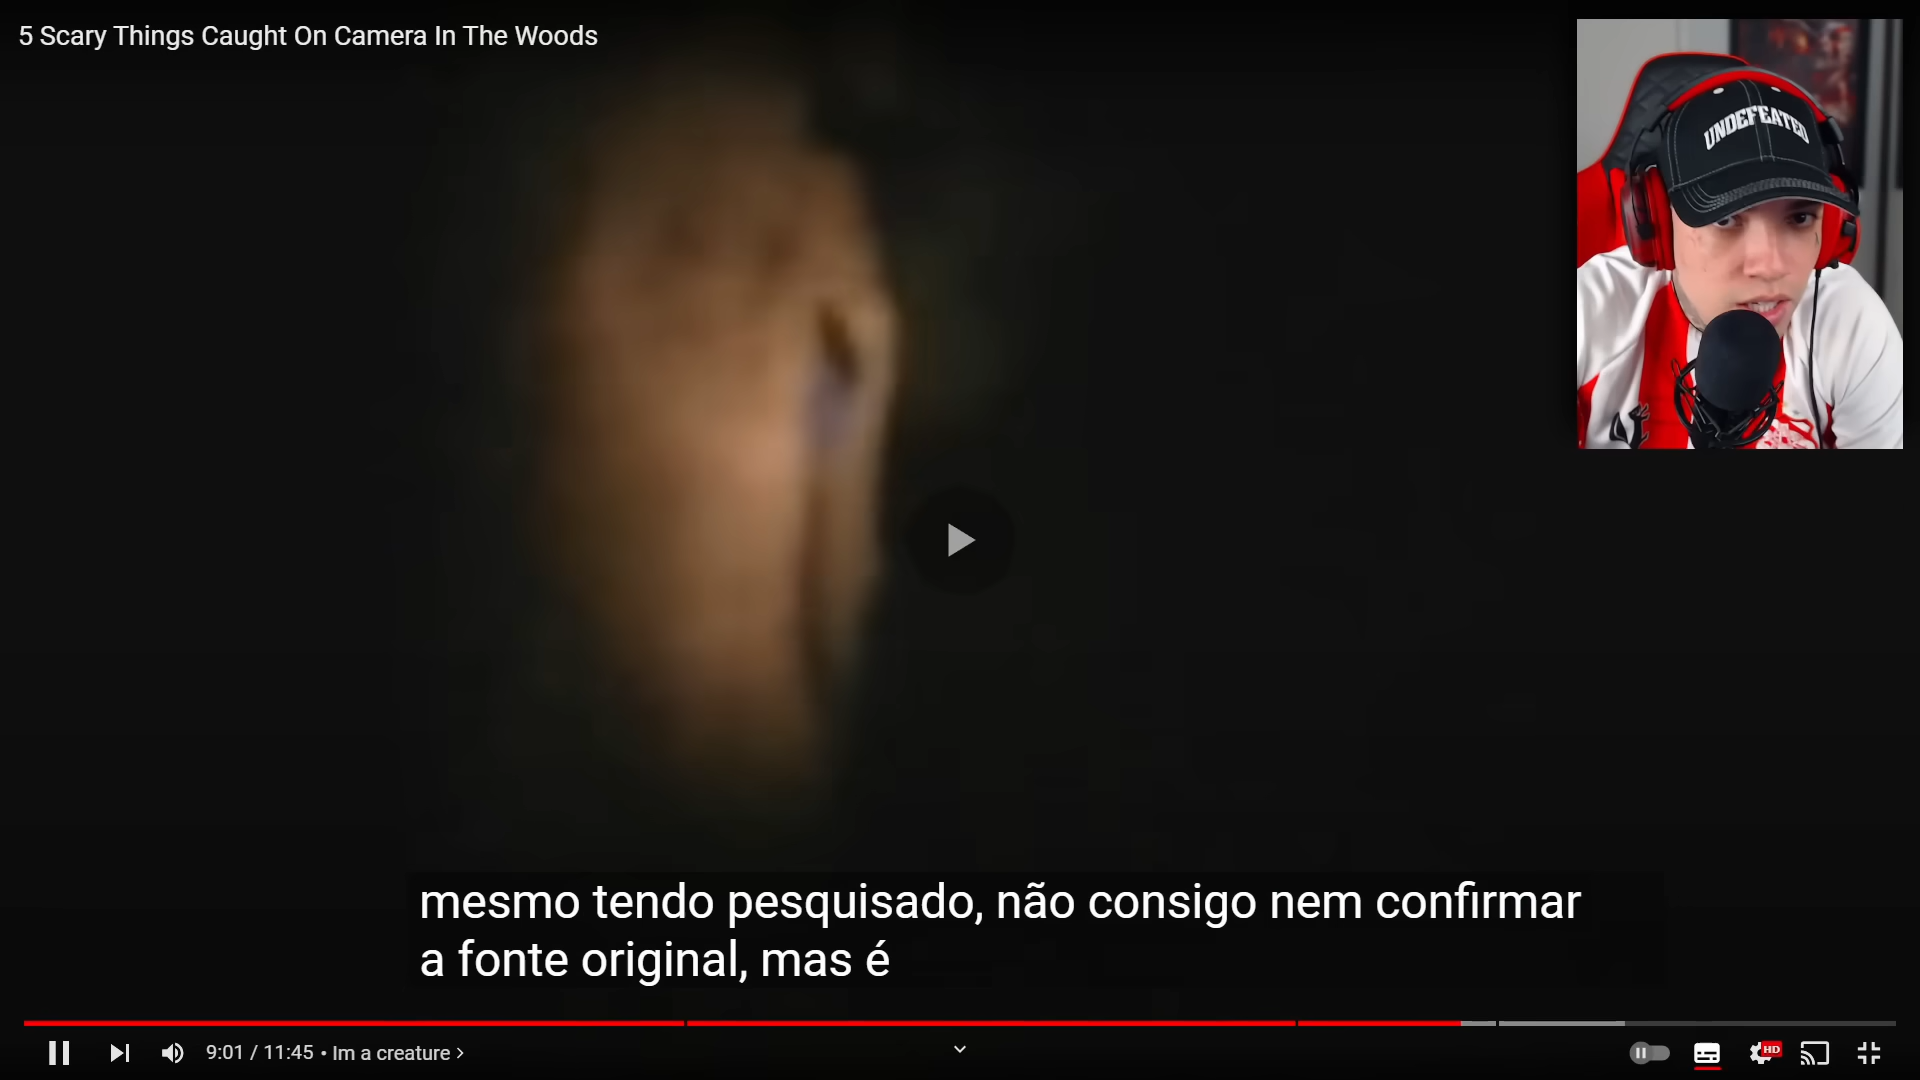 5 Scary Things Caught On Camera In The Woods
UNDEFEATED
mesmo tendo pesquisado, não consigo nem confirmar
a fonte original, mas é
9:01 / 11:45 • Im a creature >
HD